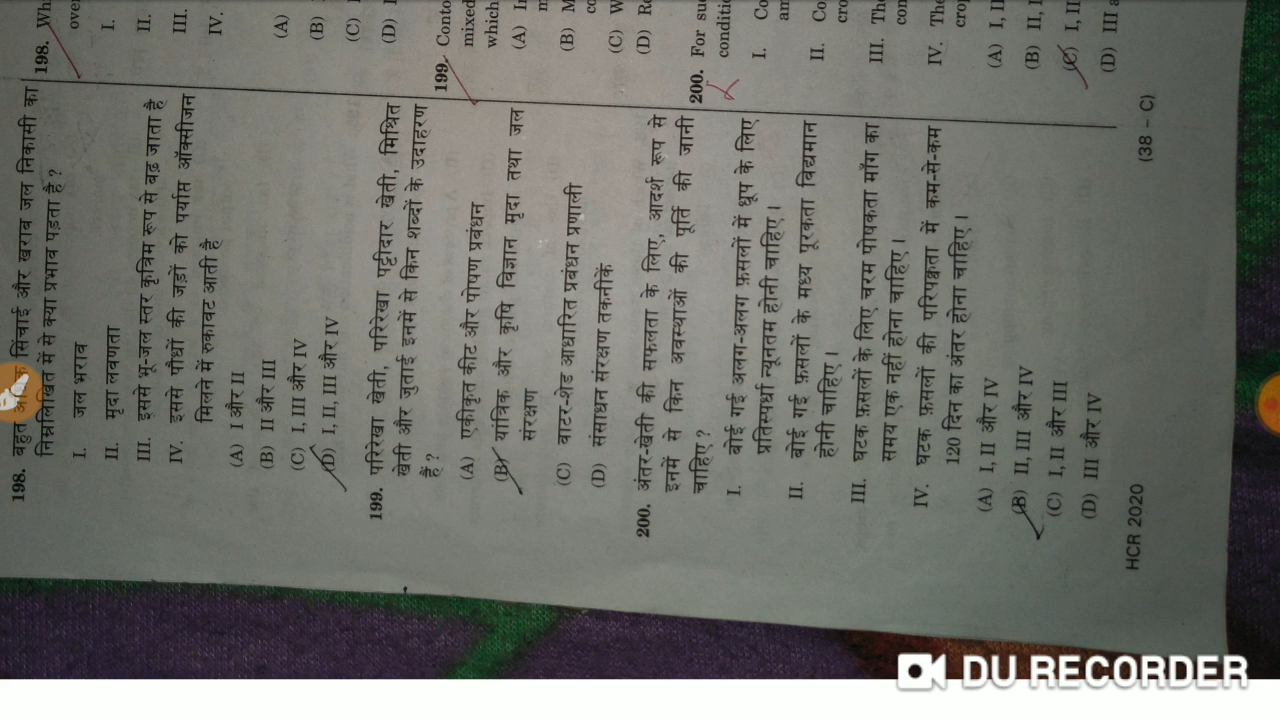 198. बहुत सिंचाई और खराब जल निकासी का
निम्नलिखित में से क्या प्रभाव पड़ता है ?
I. जल भराव
II. मृदा लवणता
III. इससे भू-जल स्तर कृत्रिम रूप से बढ़ जाता है
IV. इससे पौधों की जड़ों को पर्याप्त ऑक्सीजन
मिलने में रुकावट आती है
(A) I और II
(B) II और III
(C) I, III और IV
(D) I, II, III और IV
199. परिरेखा खेती, परिरेखा पट्टीदार खेती, मिश्रित
खेती और जुताई इनमें से किन शब्दों के उदाहरण
हैं ?
(A) एकीकृत कीट और पोषण प्रबंधन
(B) यांत्रिक और कृषि विज्ञान मृदा तथा जल
संरक्षण
(C) वाटर-शेड आधारित प्रबंधन प्रणाली
(D) संसाधन संरक्षण तकनीकें
200. अंतर-खेती की सफलता के लिए, आदर्श रूप से
इनमें से किन अवस्थाओं की पूर्ति की जानी
चाहिए ?
I. बोई गई अलग-अलग फ़सलों में धूप के लिए
प्रतिस्पर्धा न्यूनतम होनी चाहिए ।
II. बोई गई फ़सलों के मध्य पूरकता विद्यमान
होनी चाहिए ।
III. घटक फ़सलों के लिए चरम पोषकता माँग का
समय एक नहीं होना चाहिए ।
IV. घटक फ़सलों की परिपक्वता में कम-से-कम
120 दिन का अंतर होना चाहिए ।
(A) I, II और IV
(B) II, III और IV
(C) I, II और III
(D) III और IV
198. Wh
over
I.
II.
III.
IV.
(A)
(B)
(C)
(D)
199. Conto
mixed
which
(A)
(B)
(C)
(D)
200. For suc
conditi
I. Co
II. Co
III. The
IV. The
(A) I, II
(B) II, I
(C) I, II
(D) III a
HCR 2020
(38 – C)
DU RECORDER